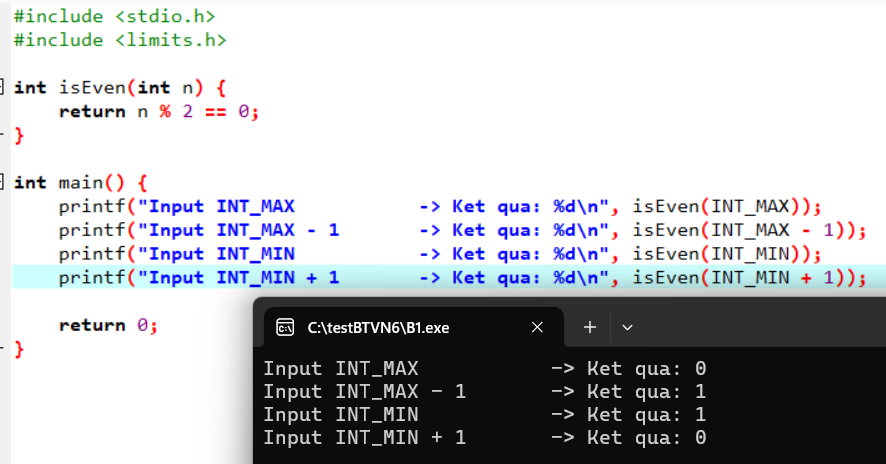 #include <stdio.h>
#include <limits.h>
int isEven(int n) {
    return n % 2 == 0;
}
int main() {
    printf("Input INT_MAX           -> Ket qua: %d\n", isEven(INT_MAX));
    printf("Input INT_MAX - 1       -> Ket qua: %d\n", isEven(INT_MAX - 1));
    printf("Input INT_MIN           -> Ket qua: %d\n", isEven(INT_MIN));
    printf("Input INT_MIN + 1       -> Ket qua: %d\n", isEven(INT_MIN + 1));
    return 0;
}
C:\testBTVN6\B1.exe
Input INT_MAX           -> Ket qua: 0
Input INT_MAX - 1       -> Ket qua: 1
Input INT_MIN           -> Ket qua: 1
Input INT_MIN + 1       -> Ket qua: 0